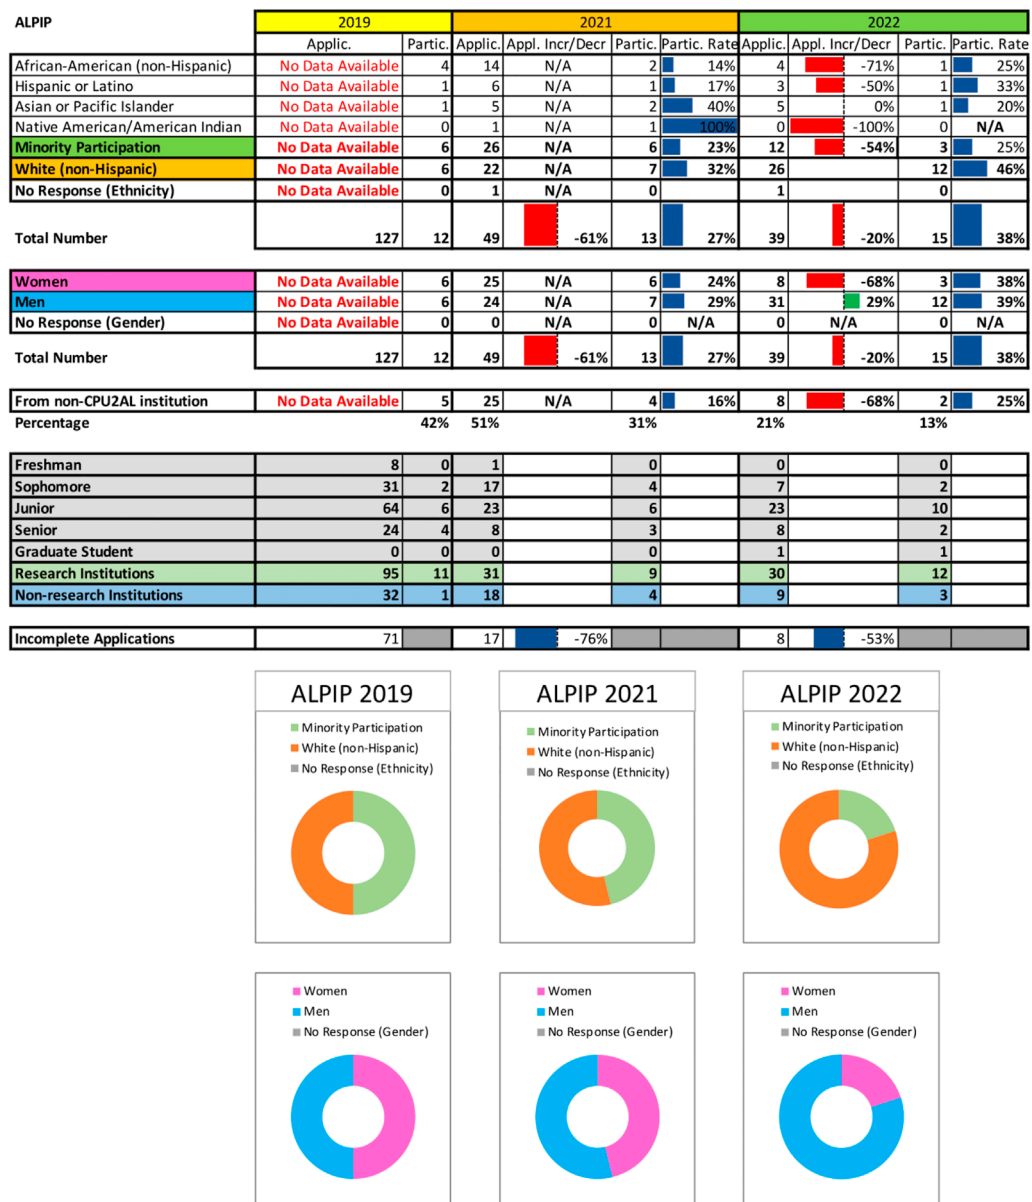 ALPIP 2019 2021 2022
Applic. Partic. Applic. Appl. Incr/Decr Partic. Partic. Rate Applic. Appl. Incr/Decr Partic. Partic. Rate
African-American (non-Hispanic) No Data Available 4 14 N/A 2 14% 4 -71% 1 25%
Hispanic or Latino No Data Available 1 6 N/A 1 17% 3 -50% 1 33%
Asian or Pacific Islander No Data Available 1 5 N/A 2 40% 5 0% 1 20%
Native American/American Indian No Data Available 0 1 N/A 1 100% 0 -100% 0 N/A
Minority Participation No Data Available 6 26 N/A 6 23% 12 -54% 3 25%
White (non-Hispanic) No Data Available 6 22 N/A 7 32% 26 12 46%
No Response (Ethnicity) No Data Available 0 1 N/A 0 1 0
Total Number 127 12 49 -61% 13 27% 39 -20% 15 38%
Women No Data Available 6 25 N/A 6 24% 8 -68% 3 38%
Men No Data Available 6 24 N/A 7 29% 31 29% 12 39%
No Response (Gender) No Data Available 0 0 N/A 0 N/A 0 N/A 0 N/A
Total Number 127 12 49 -61% 13 27% 39 -20% 15 38%
From non-CPU2AL institution No Data Available 5 25 N/A 4 16% 8 -68% 2 25%
Percentage 42% 51% 31% 21% 13%
Freshman 8 0 1 0 0 0
Sophomore 31 2 17 4 7 2
Junior 64 6 23 6 23 10
Senior 24 4 8 3 8 2
Graduate Student 0 0 0 0 1 1
Research Institutions 95 11 31 9 30 12
Non-research Institutions 32 1 18 4 9 3
Incomplete Applications 71 17 -76% 8 -53%
ALPIP 2019
Minority Participation
White (non-Hispanic)
No Response (Ethnicity)
ALPIP 2021
Minority Participation
White (non-Hispanic)
No Response (Ethnicity)
ALPIP 2022
Minority Participation
White (non-Hispanic)
No Response (Ethnicity)
Women
Men
No Response (Gender)
Women
Men
No Response (Gender)
Women
Men
No Response (Gender)